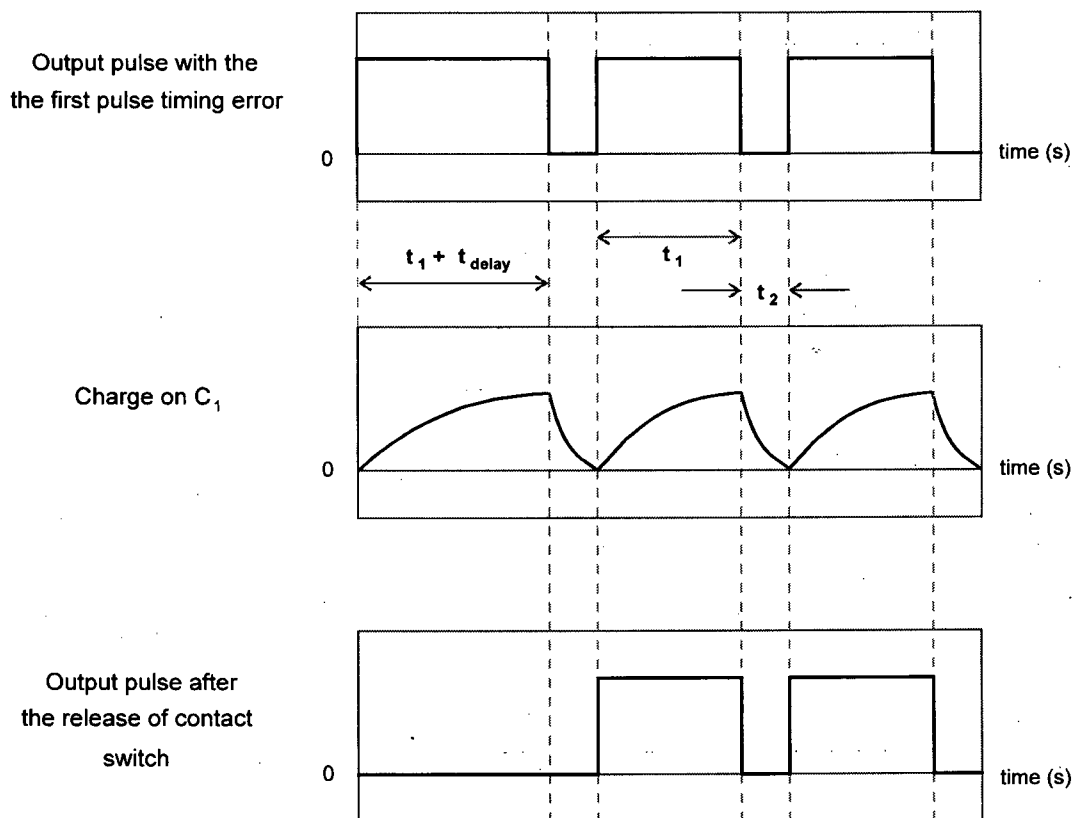 Output pulse with the
the first pulse timing error
0
time (s)
t1 + tdelay
t1
t2
Charge on C1
0
time (s)
Output pulse after
the release of contact
switch
0
time (s)